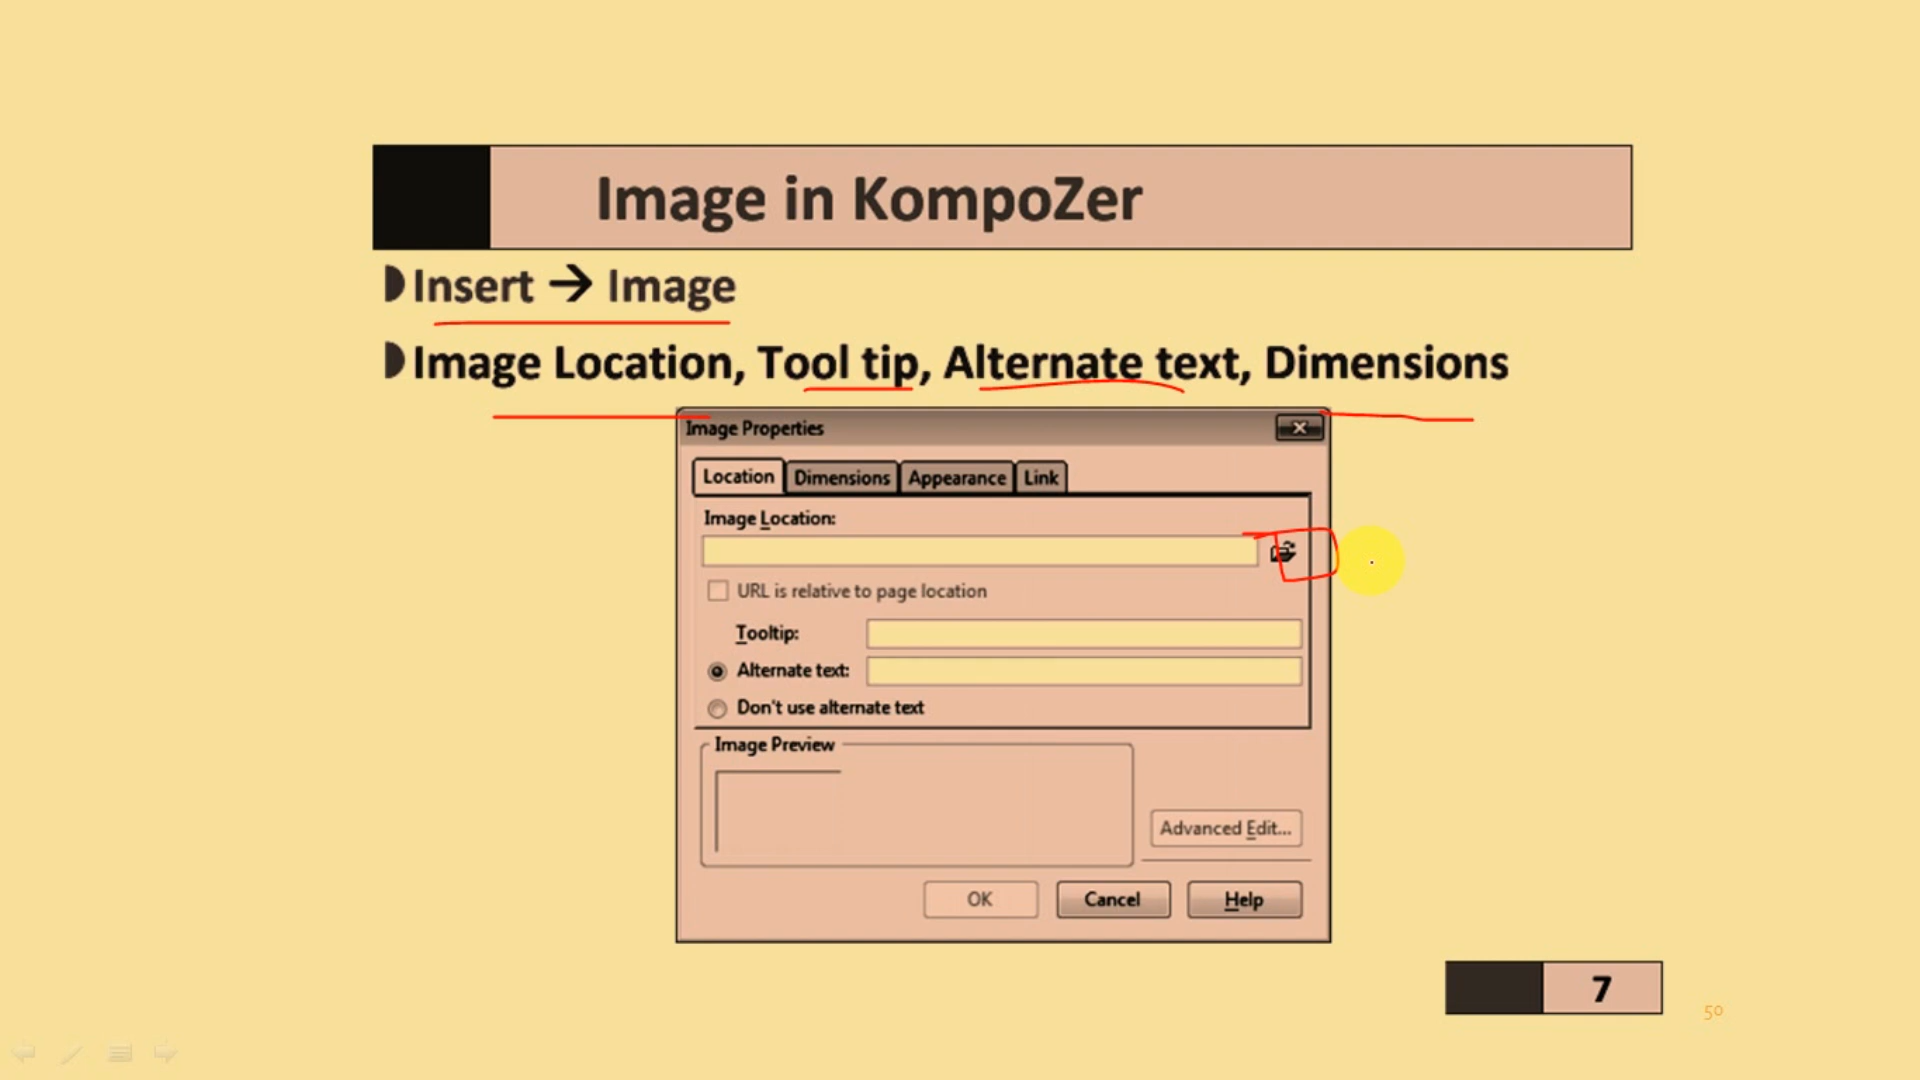 Image in KompoZer
Insert → Image
Image Location, Tool tip, Alternate text, Dimensions
Image Properties
Location Dimensions Appearance Link
Image Location:
URL is relative to page location
Tooltip:
Alternate text:
Don't use alternate text
Image Preview
Advanced Edit...
OK Cancel Help
7
50